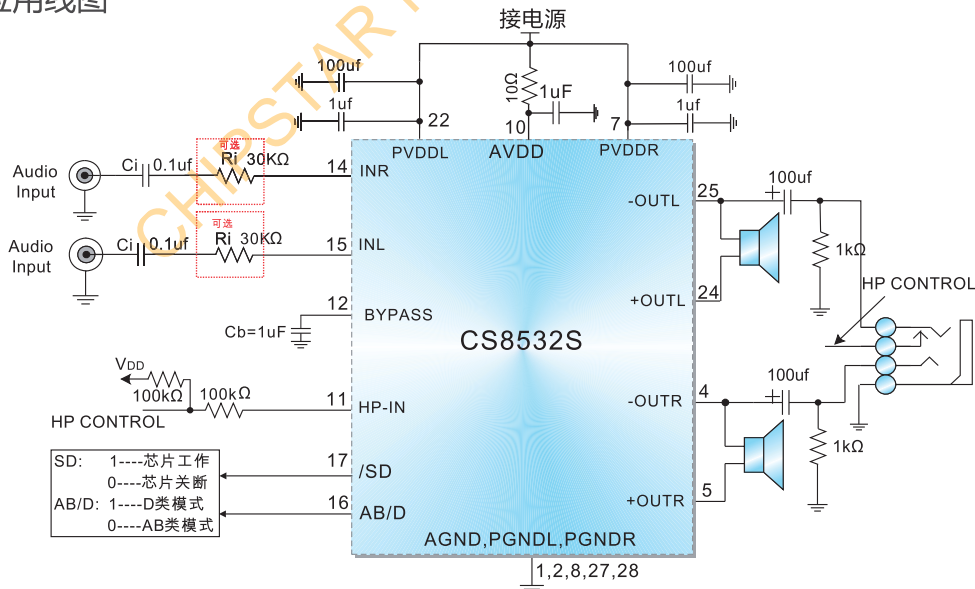 应用线图
接电源
100uf
1uf
22
10Ω
1uF
10
7
100uf
1uf
PVDDL
AVDD
PVDDR
CHIPSTAR
Audio
Input
Ci
0.1uf
可选
Ri 30KΩ
14
INR
Audio
Input
Ci
0.1uf
可选
Ri 30KΩ
15
INL
12
BYPASS
Cb=1uF
CS8532S
VDD
100kΩ
100kΩ
HP CONTROL
11
HP-IN
SD: 1----芯片工作
0----芯片关断
AB/D: 1----D类模式
0----AB类模式
17
/SD
16
AB/D
25
-OUTL
+
100uf
1kΩ
24
+OUTL
HP CONTROL
4
-OUTR
+
100uf
1kΩ
5
+OUTR
AGND,PGNDL,PGNDR
1,2,8,27,28